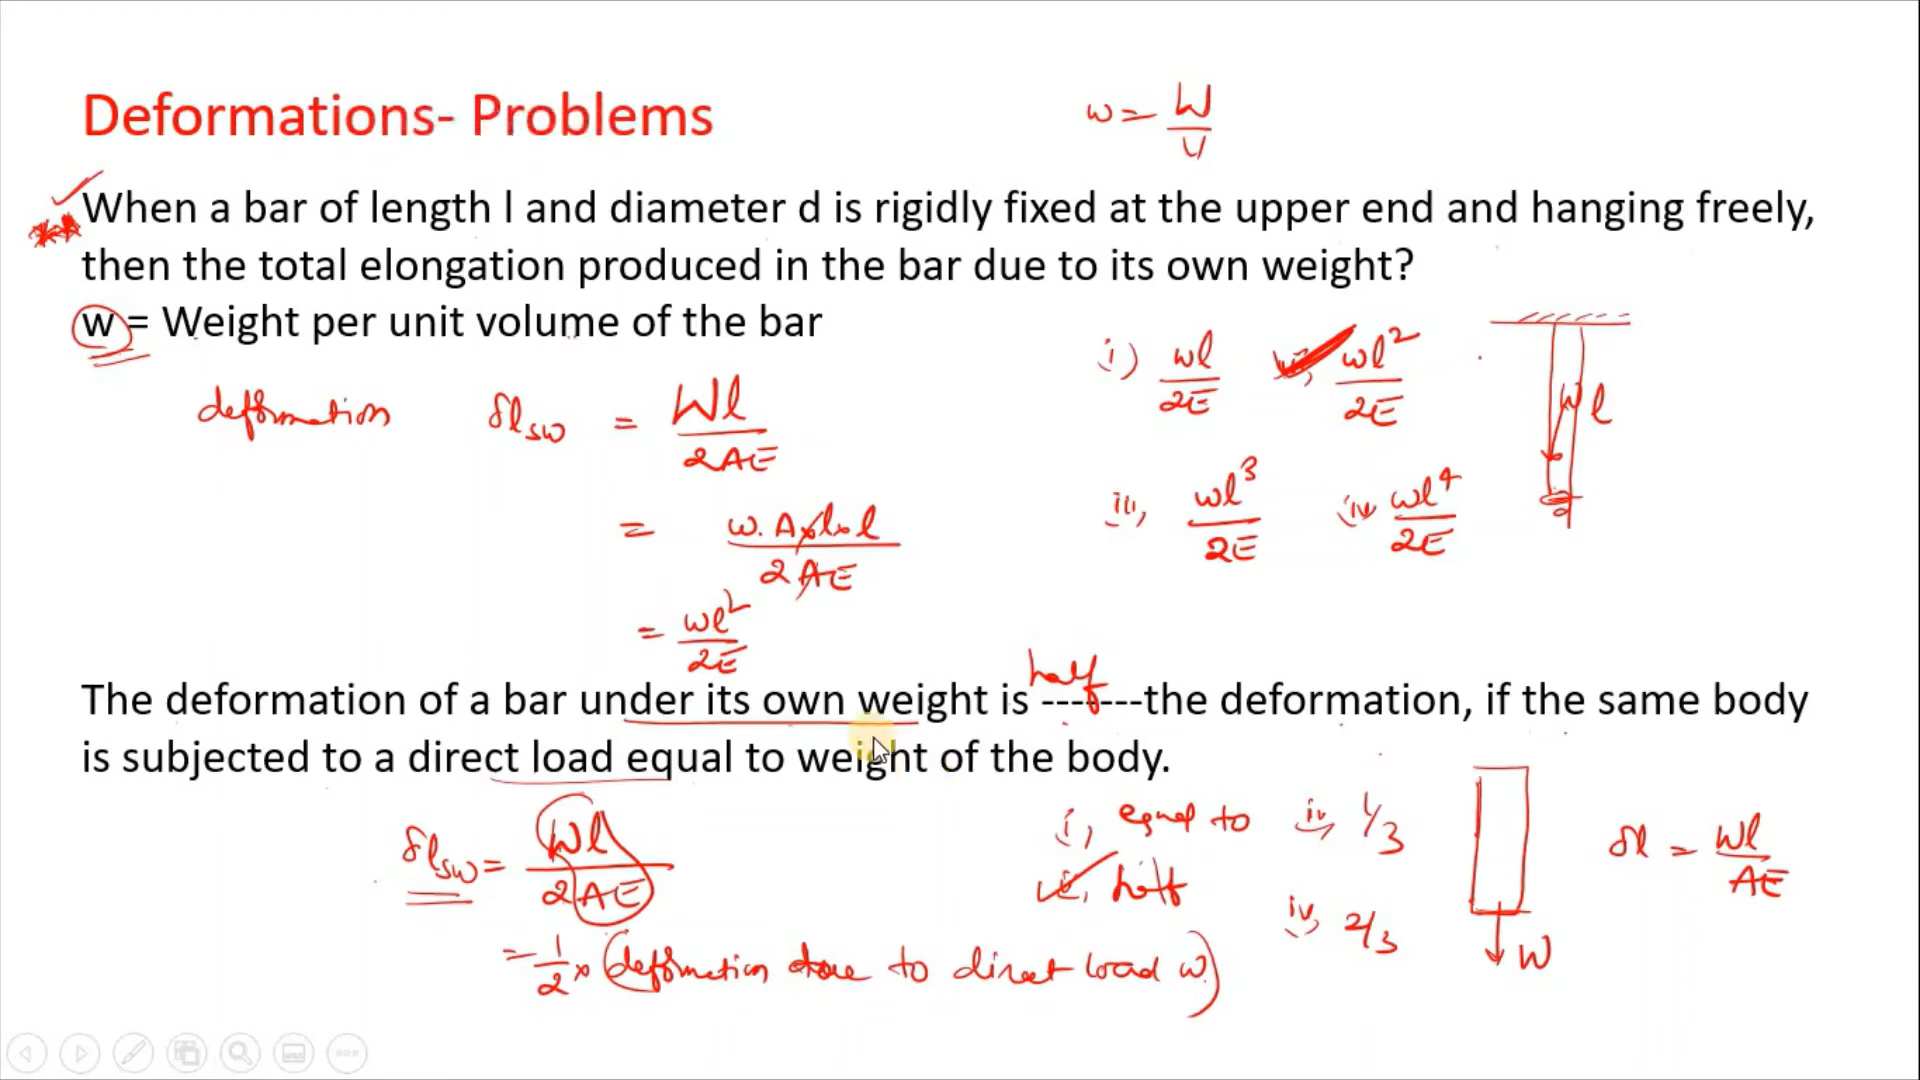 Deformations- Problems
w = W/V
When a bar of length l and diameter d is rigidly fixed at the upper end and hanging freely,
then the total elongation produced in the bar due to its own weight?
w = Weight per unit volume of the bar
deformation δl_sw = Wl/2AE
i) wl/2E ii) wl²/2E
W l
= w.A×l×l/2AE
iii, wl³/2E iv wl⁴/2E
d
= wl²/2E
half
The deformation of a bar under its own weight is -------the deformation, if the same body
is subjected to a direct load equal to weight of the body.
i, equal to iv, 1/3
δl_sw = Wl/2AE
δl = Wl/AE
ii, half
iv, 2/3
W
= 1/2 × (deformation due to direct load W)